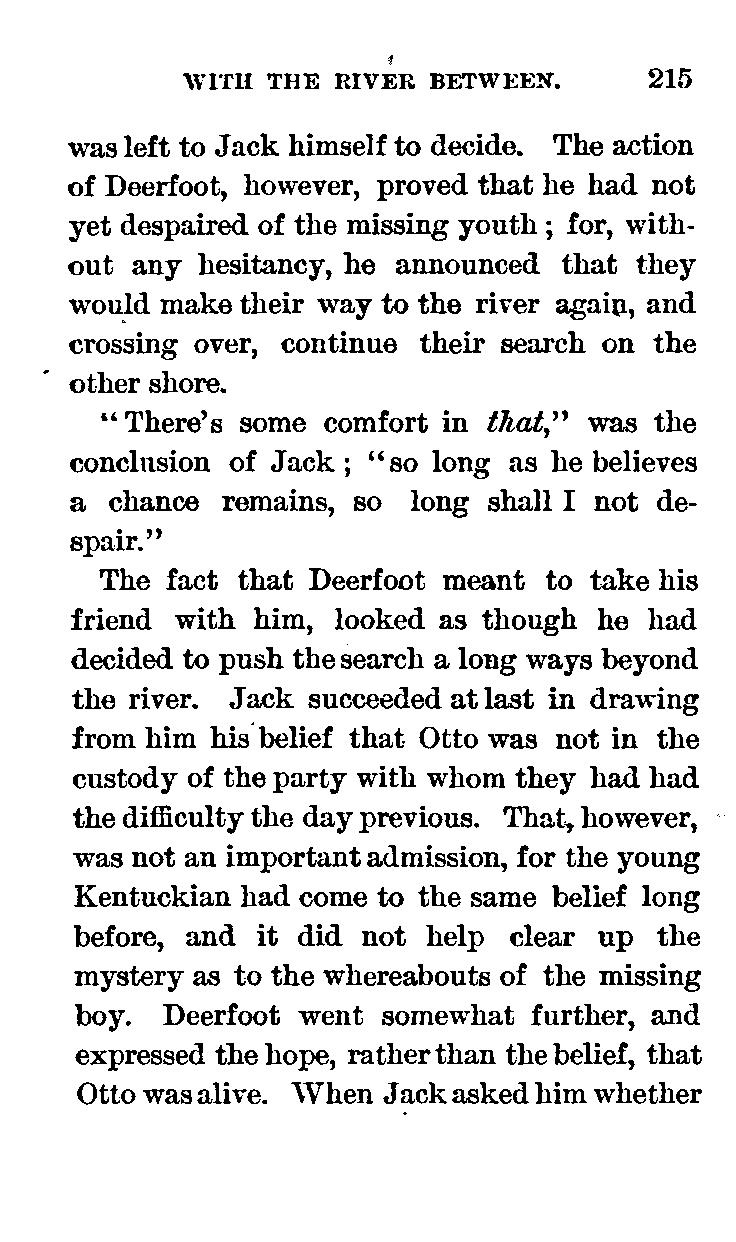 WITH THE RIVER BETWEEN. 215
was left to Jack himself to decide. The action
of Deerfoot, however, proved that he had not
yet despaired of the missing youth ; for, with-
out any hesitancy, he announced that they
would make their way to the river again, and
crossing over, continue their search on the
other shore.
“There’s some comfort in that,” was the
conclusion of Jack ; “so long as he believes
a chance remains, so long shall I not de-
spair.”
The fact that Deerfoot meant to take his
friend with him, looked as though he had
decided to push the search a long ways beyond
the river. Jack succeeded at last in drawing
from him his belief that Otto was not in the
custody of the party with whom they had had
the difficulty the day previous. That, however,
was not an important admission, for the young
Kentuckian had come to the same belief long
before, and it did not help clear up the
mystery as to the whereabouts of the missing
boy. Deerfoot went somewhat further, and
expressed the hope, rather than the belief, that
Otto was alive. When Jack asked him whether